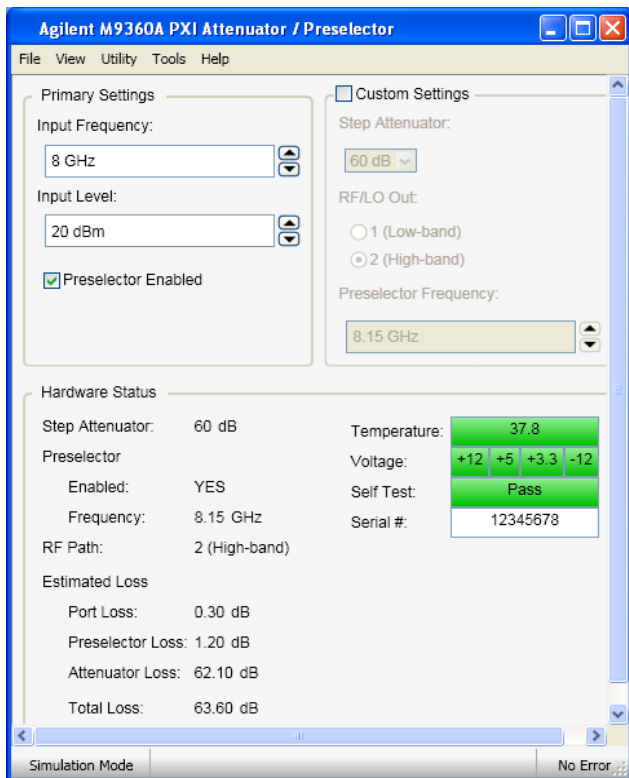 Agilent M9360A PXI Attenuator / Preselector
File View Utility Tools Help
Primary Settings
Input Frequency:
8 GHz
Input Level:
20 dBm
Preselector Enabled
Custom Settings
Step Attenuator:
60 dB
RF/LO Out:
1 (Low-band)
2 (High-band)
Preselector Frequency:
8.15 GHz
Hardware Status
Step Attenuator: 60 dB
Preselector
Enabled: YES
Frequency: 8.15 GHz
RF Path: 2 (High-band)
Estimated Loss
Port Loss: 0.30 dB
Preselector Loss: 1.20 dB
Attenuator Loss: 62.10 dB
Total Loss: 63.60 dB
Temperature: 37.8
Voltage: +12 +5 +3.3 -12
Self Test: Pass
Serial #: 12345678
Simulation Mode No Error